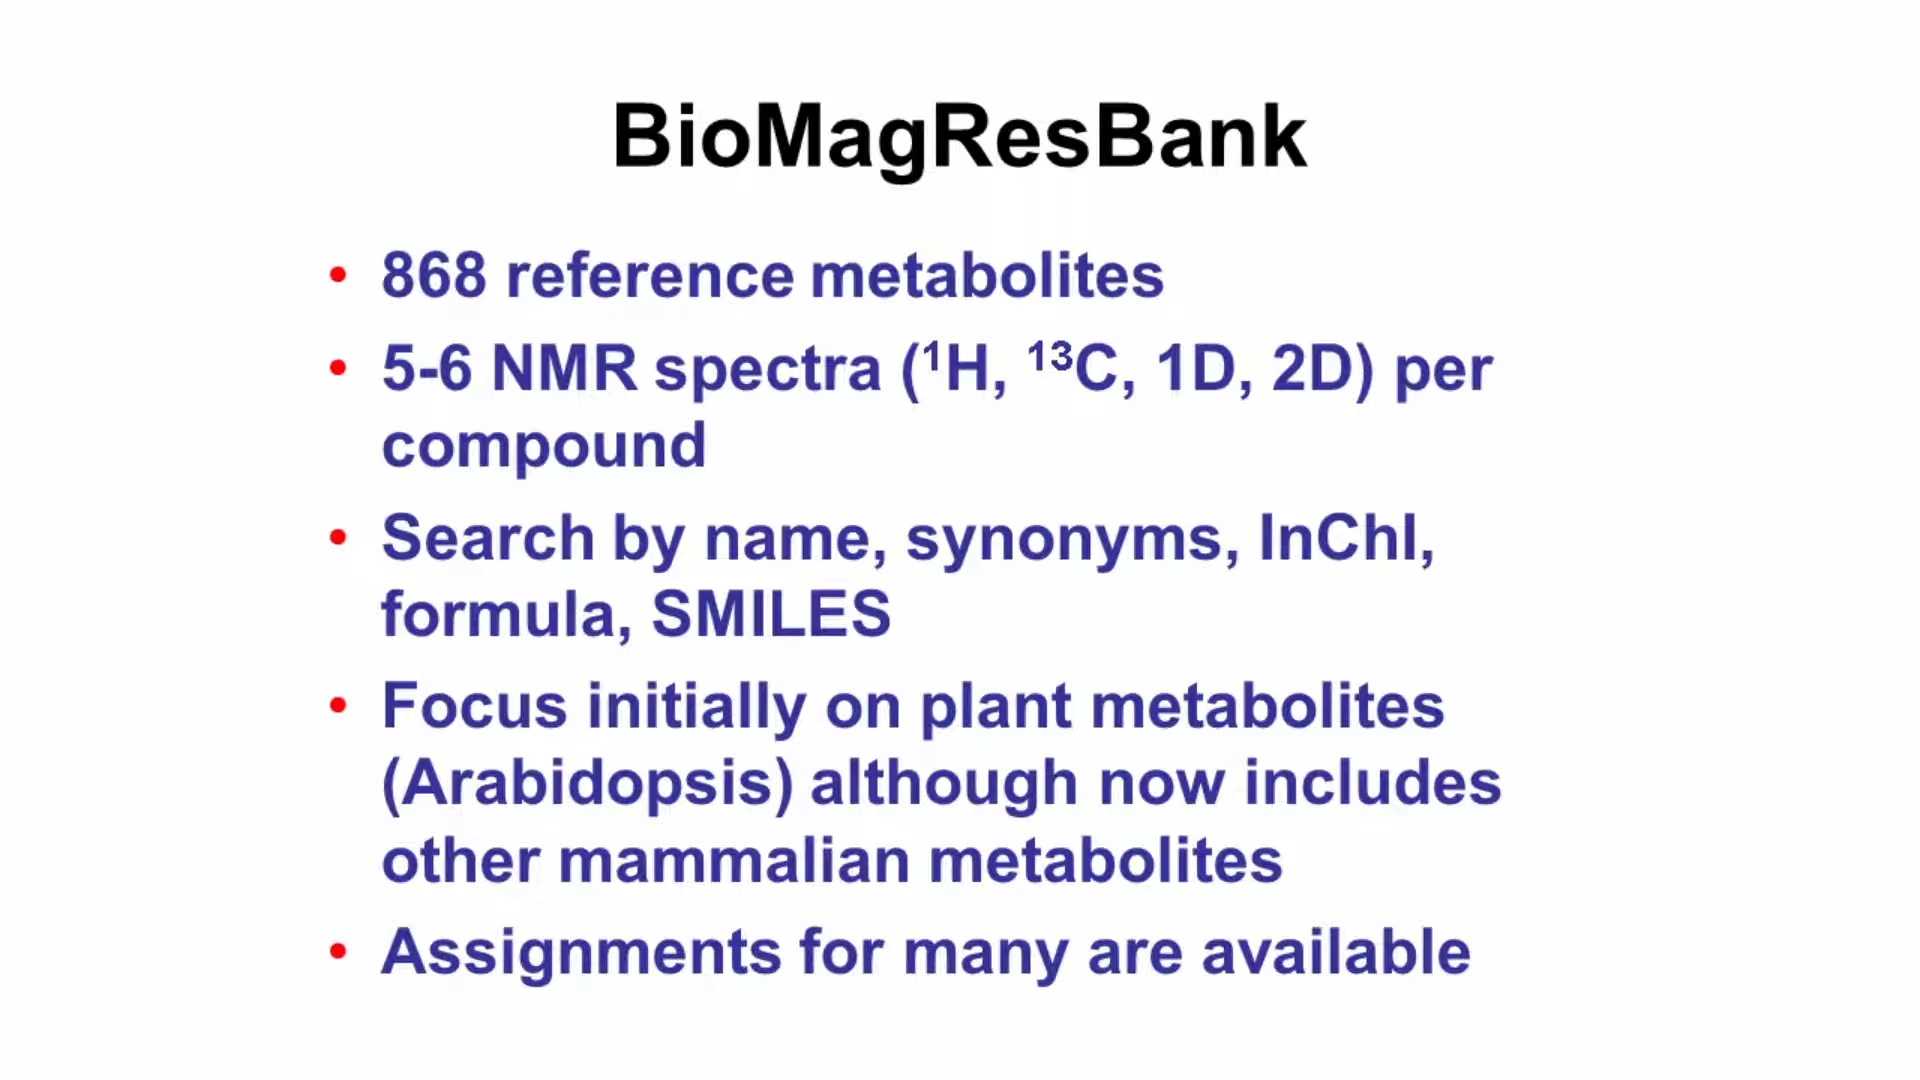 BioMagResBank
• 868 reference metabolites
• 5-6 NMR spectra (¹H, ¹³C, 1D, 2D) per
compound
• Search by name, synonyms, InChI,
formula, SMILES
• Focus initially on plant metabolites
(Arabidopsis) although now includes
other mammalian metabolites
• Assignments for many are available